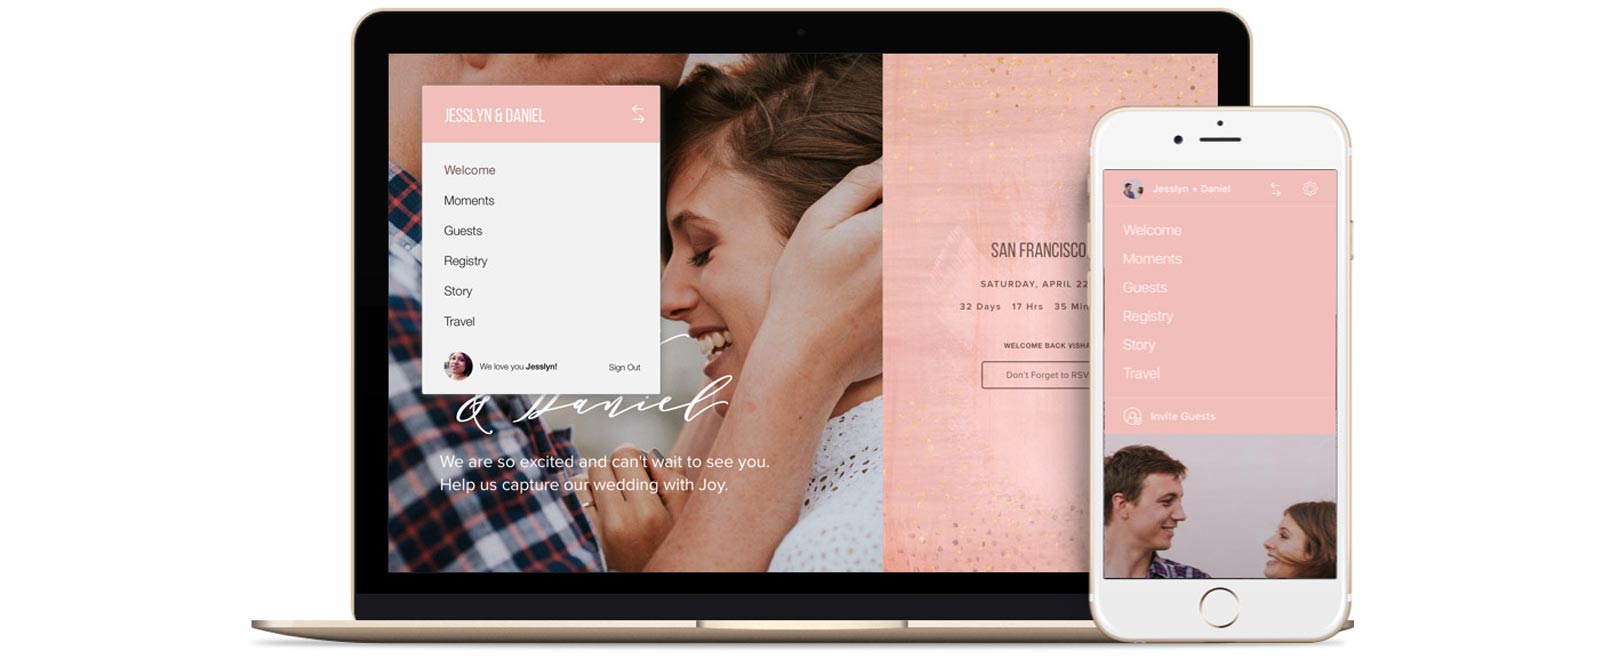 JESSLYN & DANIEL
Welcome
Moments
Guests
Registry
Story
Travel
We love you Jesslyn!
Sign Out
& Daniel
We are so excited and can't wait to see you.
Help us capture our wedding with Joy.
SAN FRANCISCO,
SATURDAY, APRIL 22
32 Days 17 Hrs 35 Min
WELCOME BACK VISHA
Don't Forget to RSV
Jesslyn + Daniel
Welcome
Moments
Guests
Registry
Story
Travel
Invite Guests